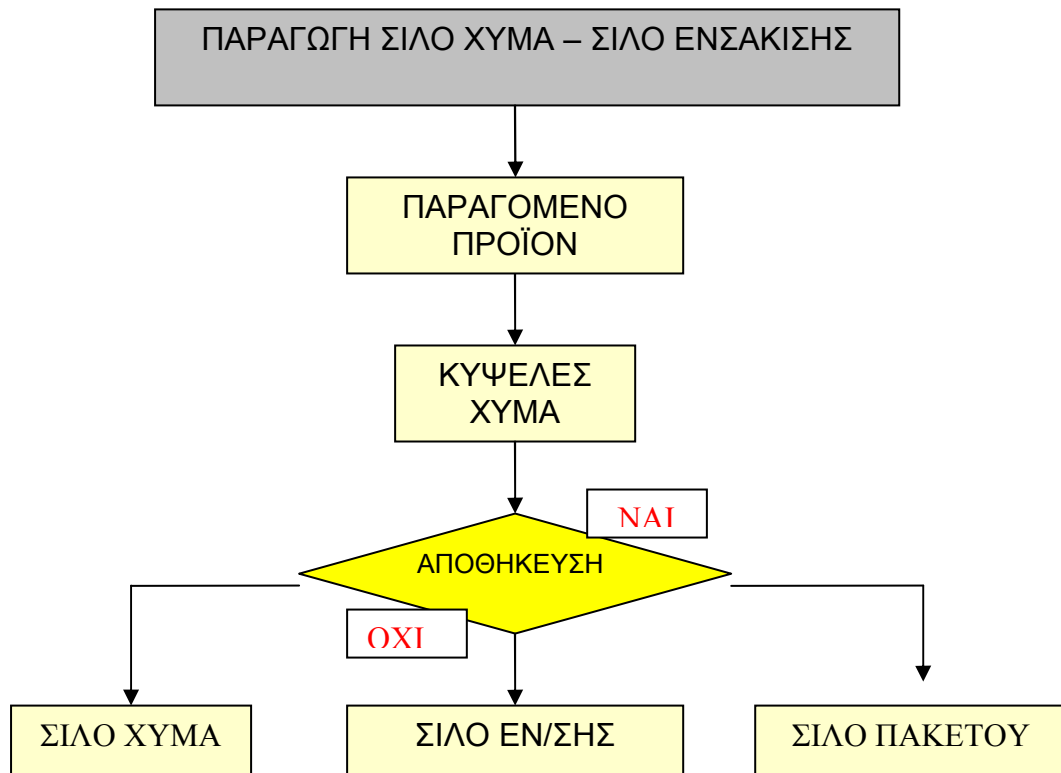 ΠΑΡΑΓΩΓΗ ΣΙΛΟ ΧΥΜΑ – ΣΙΛΟ ΕΝΣΑΚΙΣΗΣ
ΠΑΡΑΓΟΜΕΝΟ
ΠΡΟΪΟΝ
ΚΥΨΕΛΕΣ
ΧΥΜΑ
ΝΑΙ
ΑΠΟΘΗΚΕΥΣΗ
ΟΧΙ
ΣΙΛΟ ΧΥΜΑ
ΣΙΛΟ ΕΝ/ΣΗΣ
ΣΙΛΟ ΠΑΚΕΤΟΥ